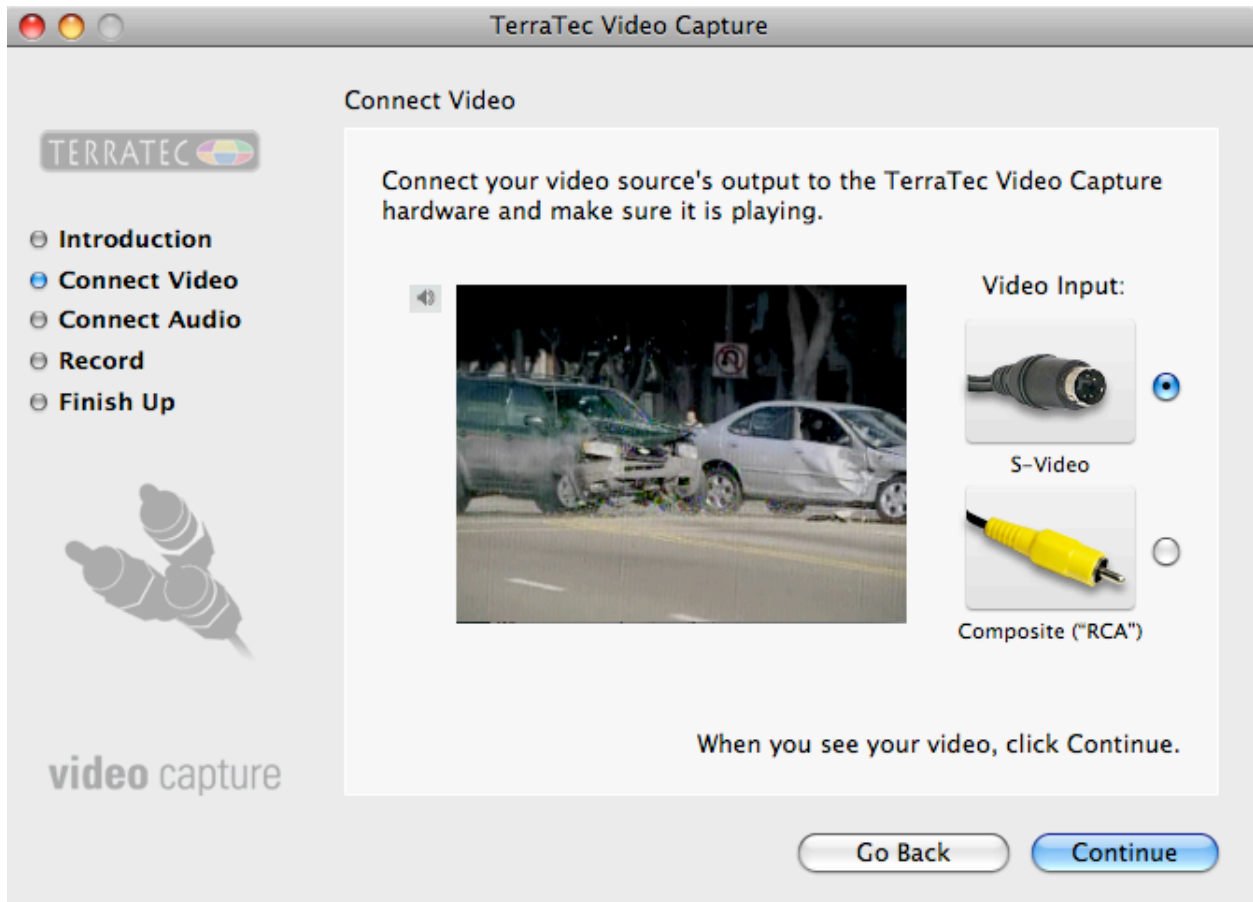 TerraTec Video Capture
TERRATEC
Introduction
Connect Video
Connect Audio
Record
Finish Up
video capture
Connect Video
Connect your video source's output to the TerraTec Video Capture
hardware and make sure it is playing.
Video Input:
S-Video
Composite (“RCA”)
When you see your video, click Continue.
Go Back
Continue